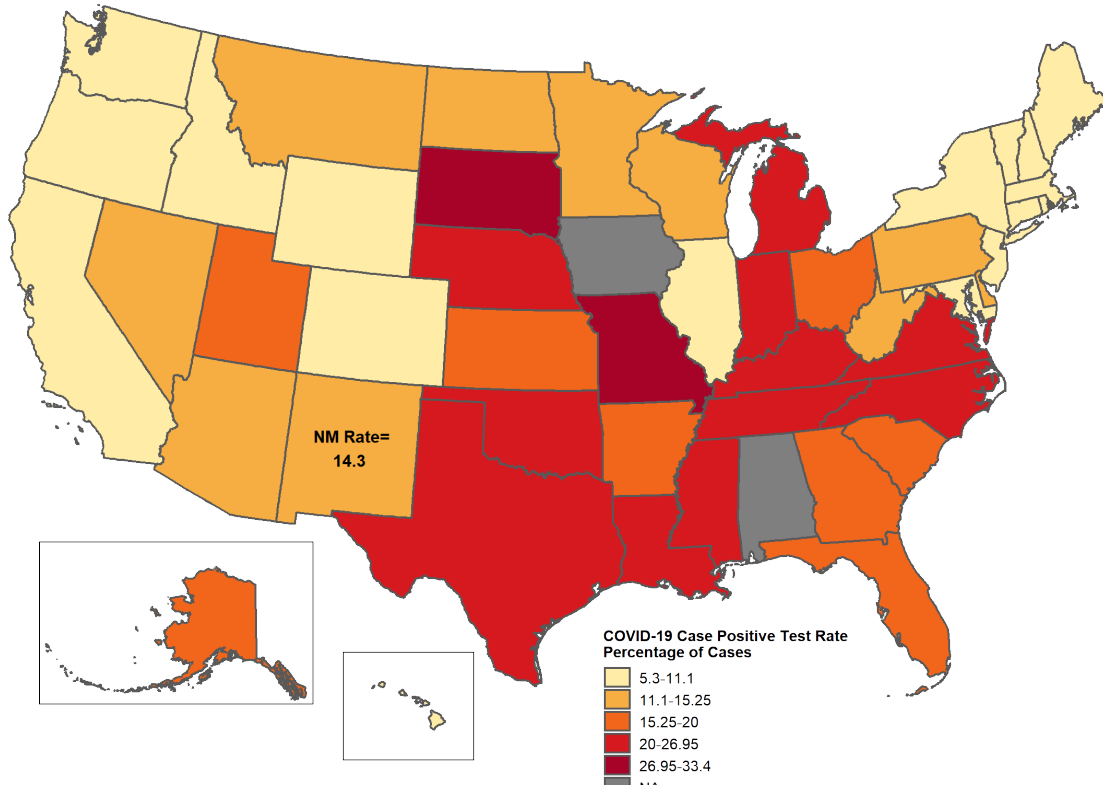 NM Rate=
14.3
COVID-19 Case Positive Test Rate
Percentage of Cases
5.3-11.1
11.1-15.25
15.25-20
20-26.95
26.95-33.4
NA